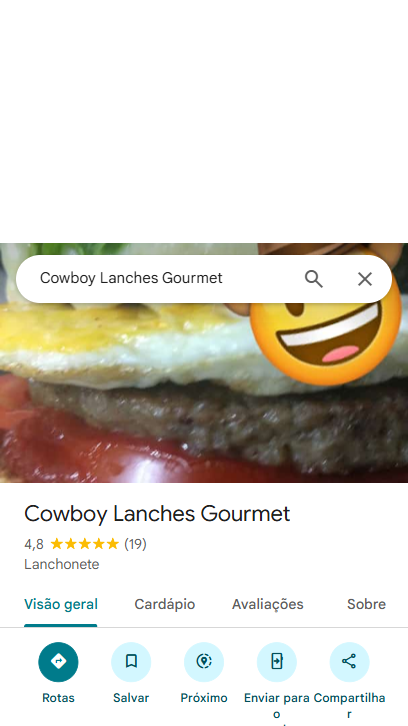 Cowboy Lanches Gourmet
Cowboy Lanches Gourmet
4,8 (19)
Lanchonete
Visão geral Cardápio Avaliações Sobre
Rotas Salvar Próximo Enviar para o Compartilhar